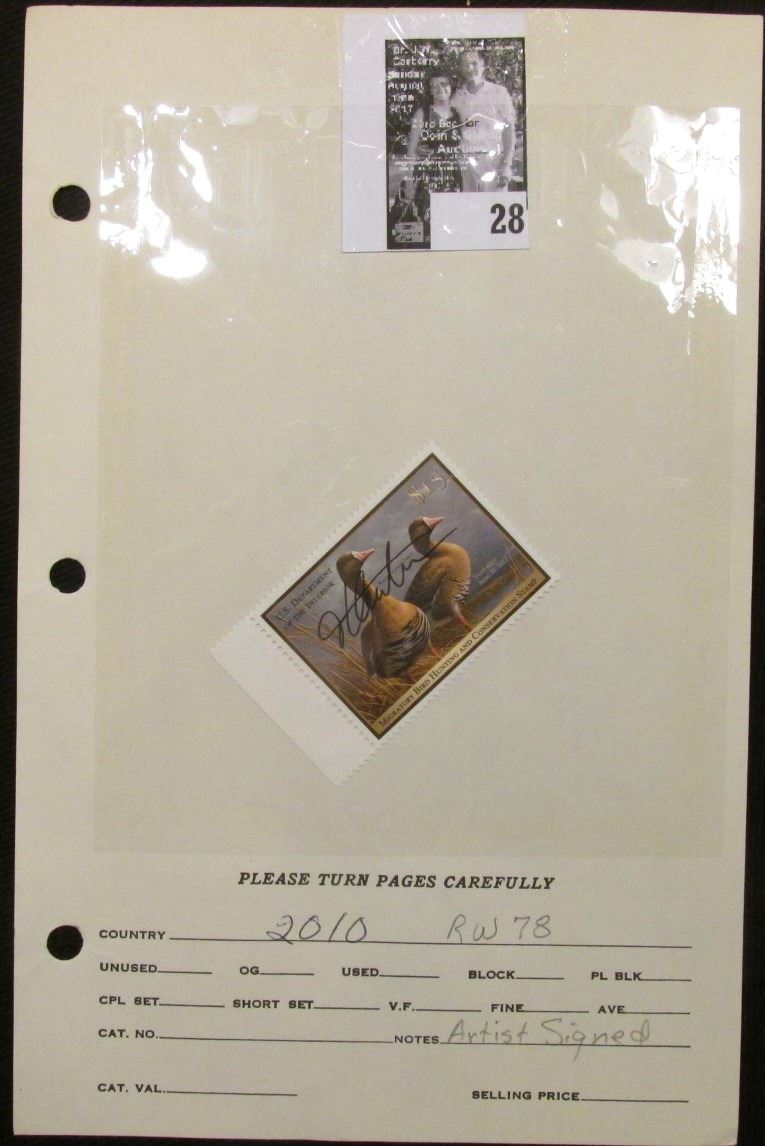 Coin &
28
$15
U.S. DEPARTMENT
OF THE INTERIOR
MIGRATORY BIRD HUNTING AND CONSERVATION STAMP
PLEASE TURN PAGES CAREFULLY
COUNTRY 2010 RW 78
UNUSED OG USED BLOCK PL BLK
CPL SET SHORT SET V.F. FINE AVE
CAT. NO. NOTES Artist Signed
CAT. VAL. SELLING PRICE